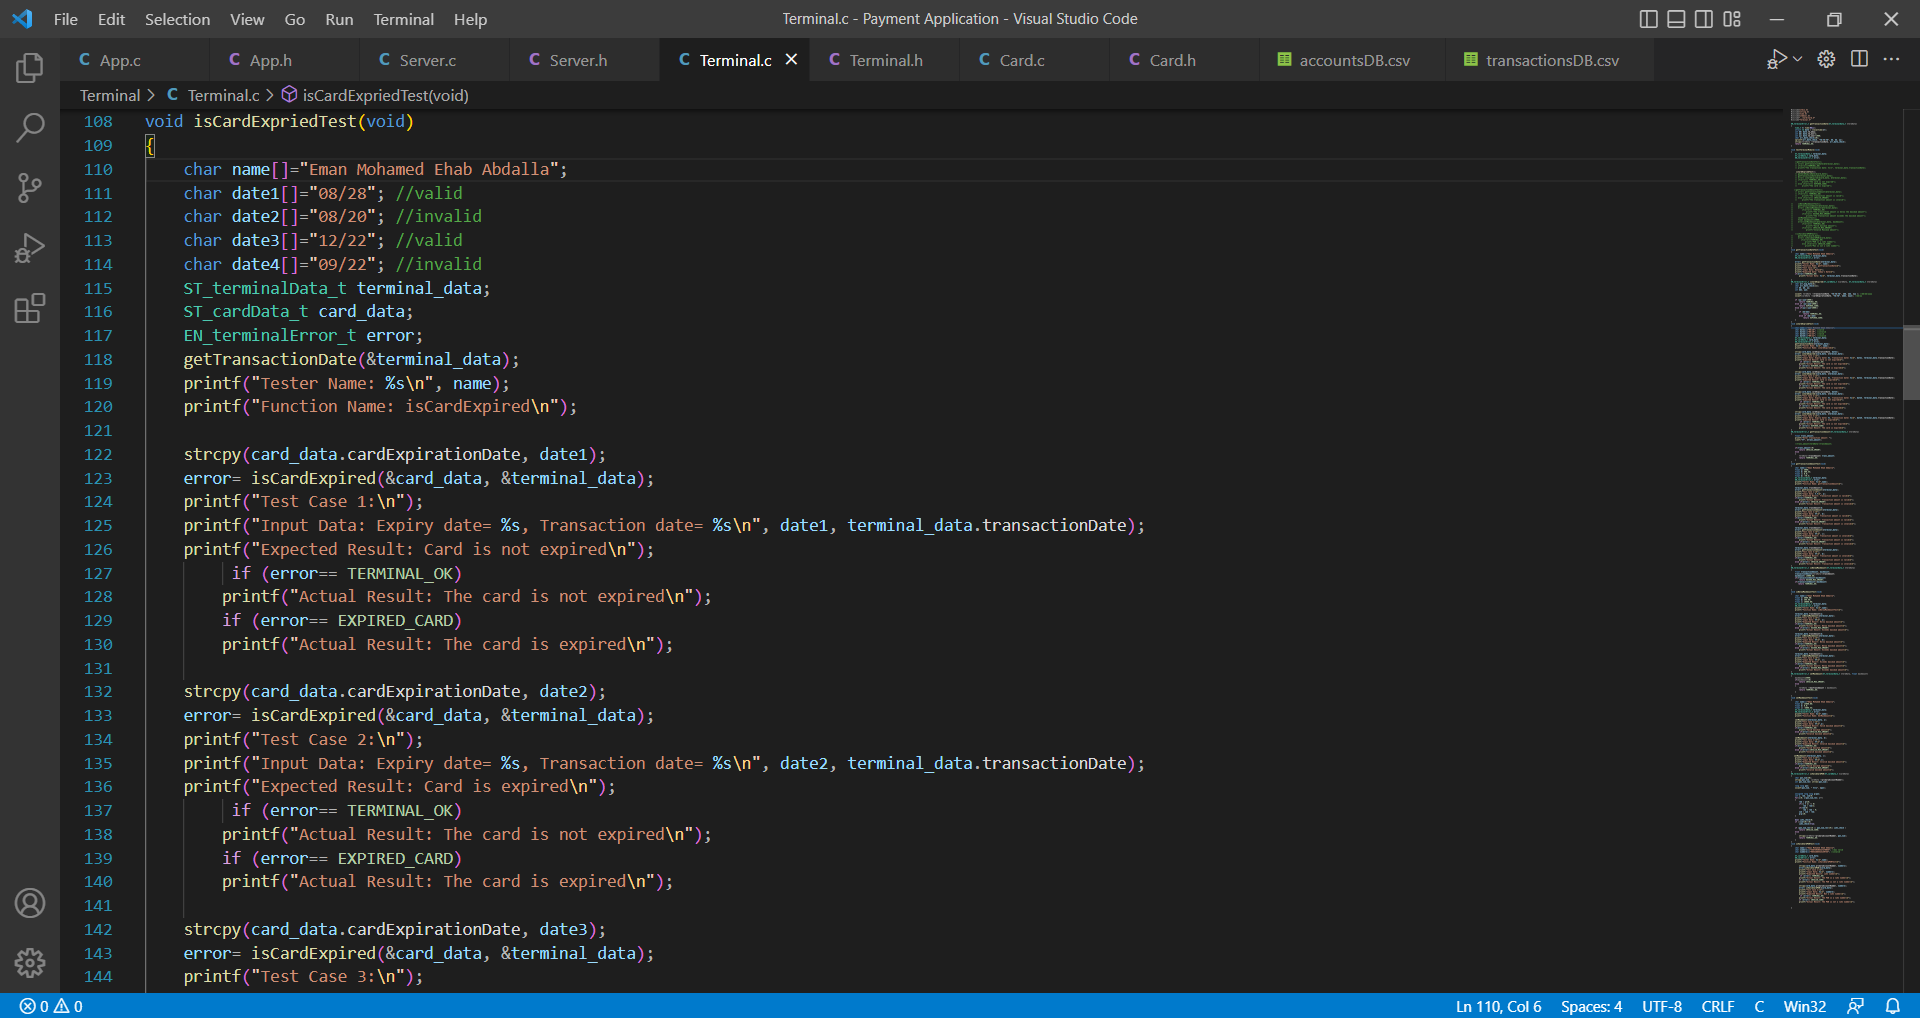 File Edit Selection View Go Run Terminal Help
Terminal.c - Payment Application - Visual Studio Code
C App.c C App.h C Server.c C Server.h C Terminal.c C Terminal.h C Card.c C Card.h accountsDB.csv transactionsDB.csv
Terminal > C Terminal.c > isCardExpriedTest(void)
108 void isCardExpriedTest(void)
109 {
110 char name[]="Eman Mohamed Ehab Abdalla";
111 char date1[]="08/28"; //valid
112 char date2[]="08/20"; //invalid
113 char date3[]="12/22"; //valid
114 char date4[]="09/22"; //invalid
115 ST_terminalData_t terminal_data;
116 ST_cardData_t card_data;
117 EN_terminalError_t error;
118 getTransactionDate(&terminal_data);
119 printf("Tester Name: %s\n", name);
120 printf("Function Name: isCardExpired\n");
121
122 strcpy(card_data.cardExpirationDate, date1);
123 error= isCardExpired(&card_data, &terminal_data);
124 printf("Test Case 1:\n");
125 printf("Input Data: Expiry date= %s, Transaction date= %s\n", date1, terminal_data.transactionDate);
126 printf("Expected Result: Card is not expired\n");
127 if (error== TERMINAL_OK)
128 printf("Actual Result: The card is not expired\n");
129 if (error== EXPIRED_CARD)
130 printf("Actual Result: The card is expired\n");
131
132 strcpy(card_data.cardExpirationDate, date2);
133 error= isCardExpired(&card_data, &terminal_data);
134 printf("Test Case 2:\n");
135 printf("Input Data: Expiry date= %s, Transaction date= %s\n", date2, terminal_data.transactionDate);
136 printf("Expected Result: Card is expired\n");
137 if (error== TERMINAL_OK)
138 printf("Actual Result: The card is not expired\n");
139 if (error== EXPIRED_CARD)
140 printf("Actual Result: The card is expired\n");
141
142 strcpy(card_data.cardExpirationDate, date3);
143 error= isCardExpired(&card_data, &terminal_data);
144 printf("Test Case 3:\n");
0 0 Ln 110, Col 6 Spaces: 4 UTF-8 CRLF C Win32